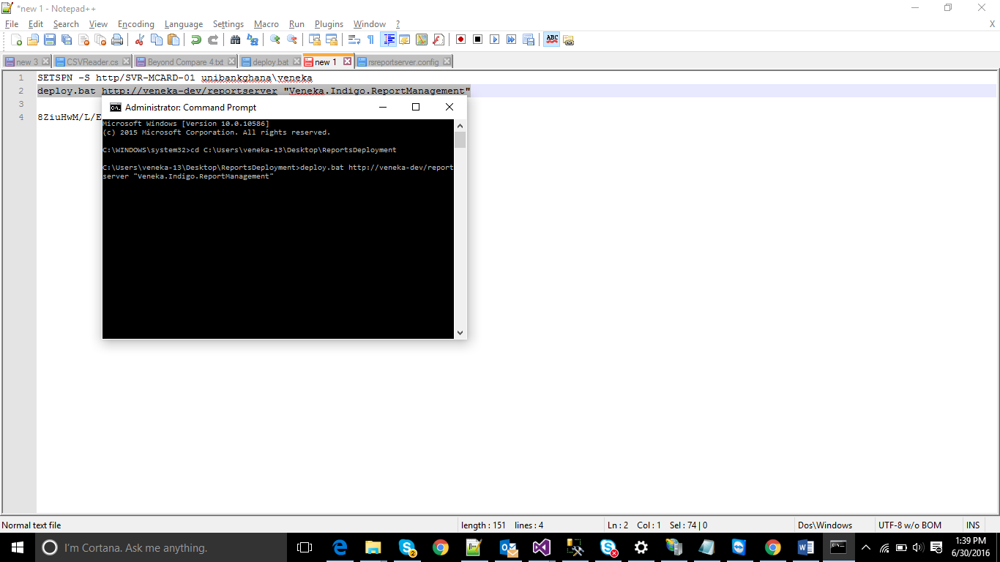 *new 1 - Notepad++
File Edit Search View Encoding Language Settings Macro Run Plugins Window ? X
ABC
new 3 CSVReader.cs Beyond Compare 4.txt deploy.bat new 1 rsreportserver.config
1 SETSPN -S http/SVR-MCARD-01 unibankghana\veneka
2 deploy.bat http://veneka-dev/reportserver "Veneka.Indigo.ReportManagement"
3
4 8ZiuHwM/L/E
Administrator: Command Prompt
Microsoft Windows [Version 10.0.10586]
(c) 2015 Microsoft Corporation. All rights reserved.
C:\WINDOWS\system32>cd C:\Users\veneka-13\Desktop\ReportsDeployment
C:\Users\veneka-13\Desktop\ReportsDeployment>deploy.bat http://veneka-dev/report
server "Veneka.Indigo.ReportManagement"
Normal text file length : 151 lines : 4 Ln : 2 Col : 1 Sel : 74 | 0 Dos\Windows UTF-8 w/o BOM INS
I'm Cortana. Ask me anything.
2
1:39 PM
6/30/2016